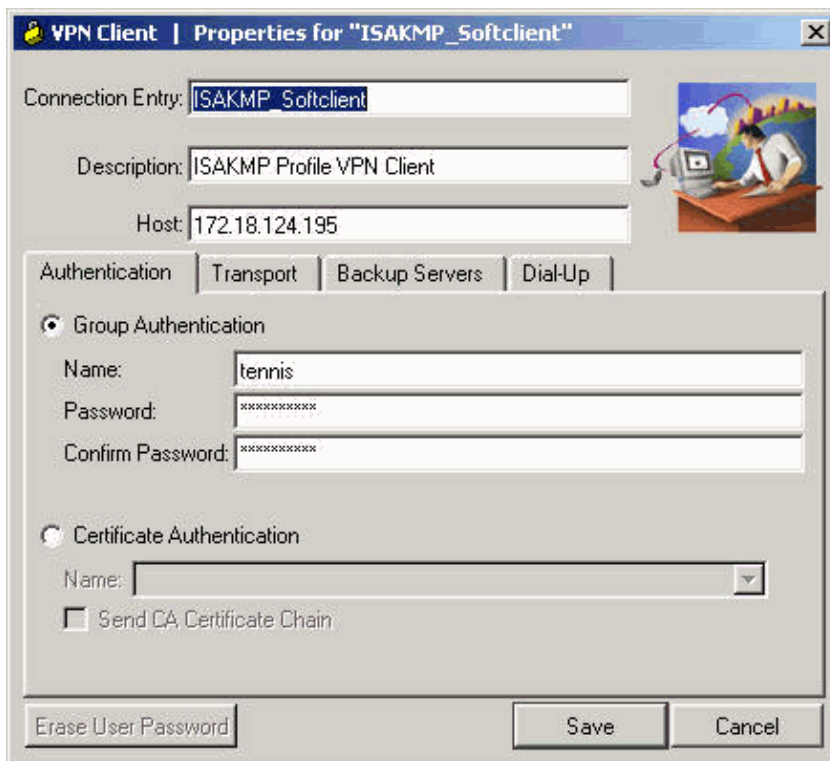 VPN Client | Properties for "ISAKMP_Softclient"
Connection Entry: ISAKMP_Softclient
Description: ISAKMP Profile VPN Client
Host: 172.18.124.195
Authentication Transport Backup Servers Dial-Up
Group Authentication
Name: tennis
Password: **********
Confirm Password: **********
Certificate Authentication
Name:
Send CA Certificate Chain
Erase User Password Save Cancel